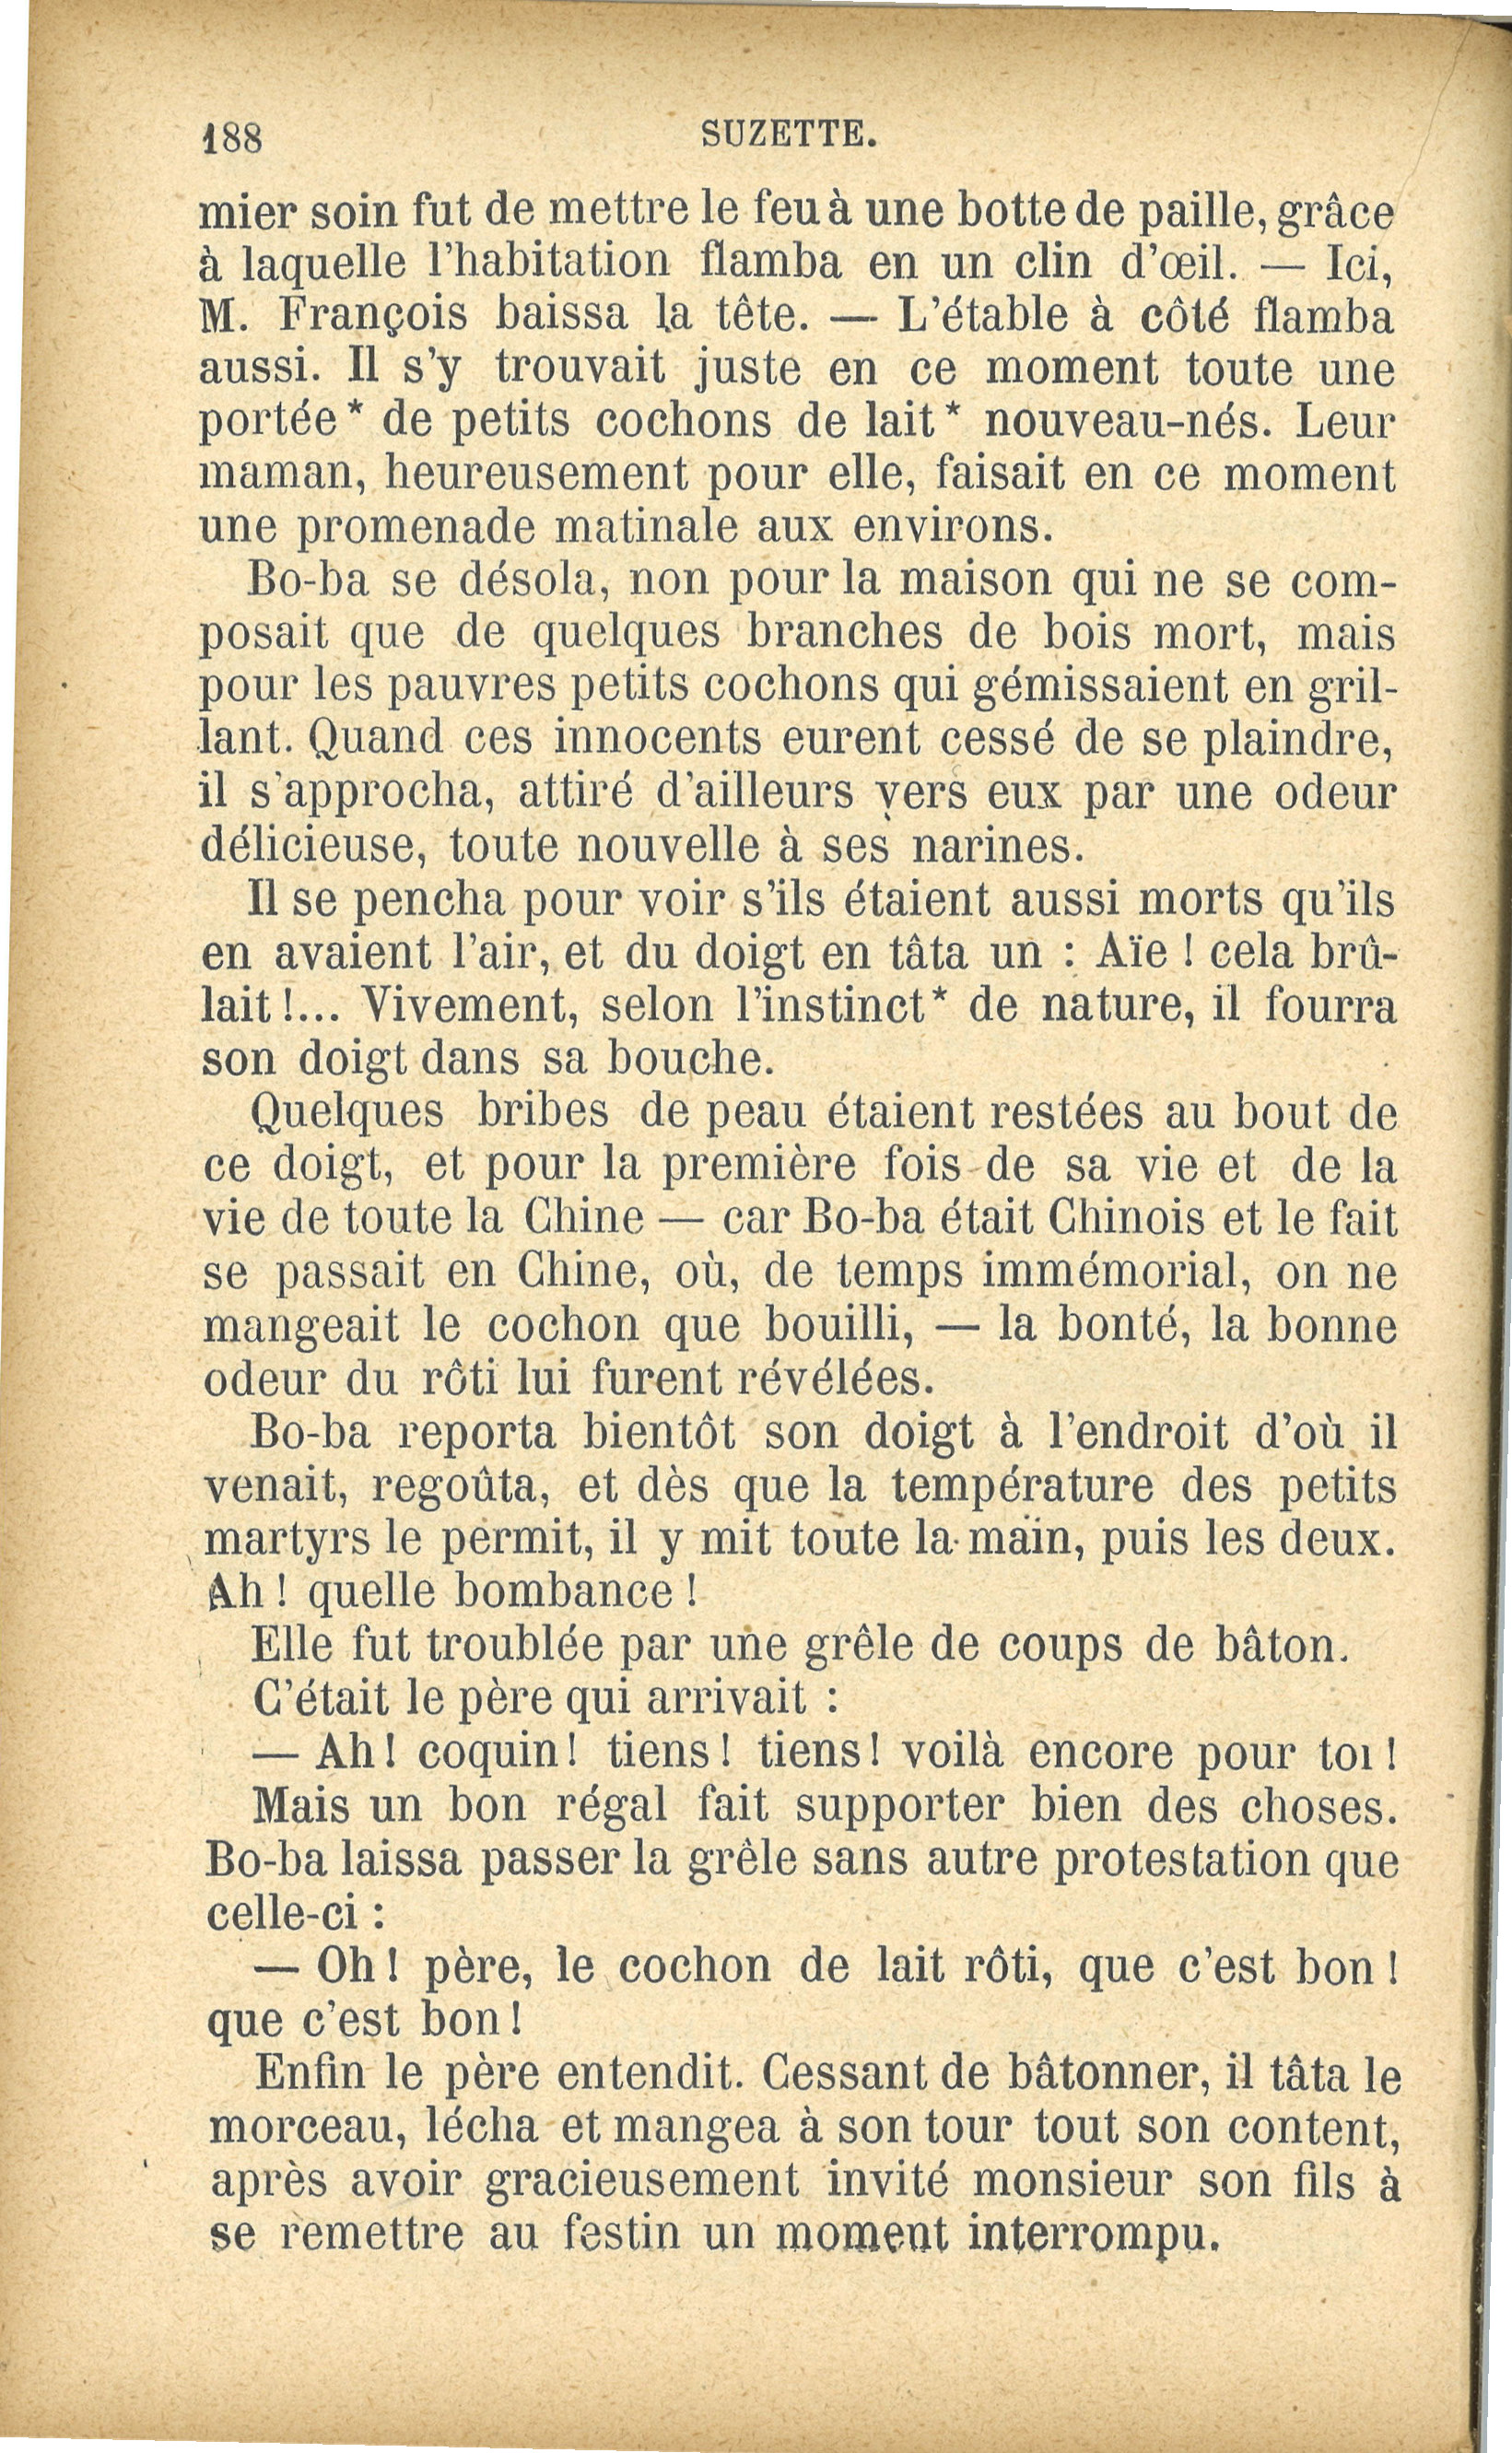 188
SUZETTE.
mier soin fut de mettre le feu à une botte de paille, grâce
à laquelle l'habitation flamba en un clin d'œil. — Ici,
M. François baissa la tête. — L'étable à côté flamba
aussi. Il s'y trouvait juste en ce moment toute une
portée* de petits cochons de lait* nouveau-nés. Leur
maman, heureusement pour elle, faisait en ce moment
une promenade matinale aux environs.
Bo-ba se désola, non pour la maison qui ne se com-
posait que de quelques branches de bois mort, mais
pour les pauvres petits cochons qui gémissaient en gril-
lant. Quand ces innocents eurent cessé de se plaindre,
il s'approcha, attiré d'ailleurs vers eux par une odeur
délicieuse, toute nouvelle à ses narines.
Il se pencha pour voir s'ils étaient aussi morts qu'ils
en avaient l'air, et du doigt en tâta un : Aïe ! cela brû-
lait !... Vivement, selon l'instinct* de nature, il fourra
son doigt dans sa bouche.
Quelques bribes de peau étaient restées au bout de
ce doigt, et pour la première fois de sa vie et de la
vie de toute la Chine — car Bo-ba était Chinois et le fait
se passait en Chine, où, de temps immémorial, on ne
mangeait le cochon que bouilli, — la bonté, la bonne
odeur du rôti lui furent révélées.
Bo-ba reporta bientôt son doigt à l'endroit d'où il
venait, regoûta, et dès que la température des petits
martyrs le permit, il y mit toute la main, puis les deux.
Ah ! quelle bombance !
Elle fut troublée par une grêle de coups de bâton.
C'était le père qui arrivait :
— Ah ! coquin ! tiens ! tiens ! voilà encore pour toi !
Mais un bon régal fait supporter bien des choses.
Bo-ba laissa passer la grêle sans autre protestation que
celle-ci :
— Oh ! père, le cochon de lait rôti, que c'est bon !
que c'est bon !
Enfin le père entendit. Cessant de bâtonner, il tâta le
morceau, lécha et mangea à son tour tout son content,
après avoir gracieusement invité monsieur son fils à
se remettre au festin un moment interrompu.